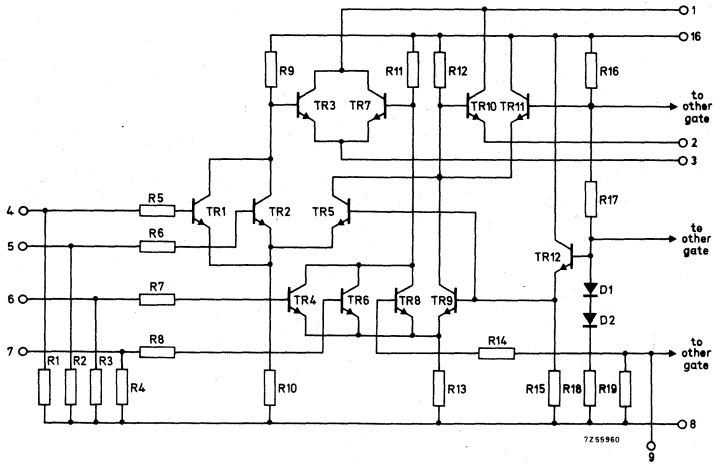 1
16
R9
R11
R12
R16
TR3
TR7
TR10
TR11
to
other
gate
2
3
R17
4
R5
TR1
TR2
TR5
5
R6
to
other
gate
TR12
D1
6
R7
TR4
TR6
TR8
TR9
D2
7
R8
R14
to
other
gate
R1
R2
R3
R4
R10
R13
R15
R18
R19
8
7Z55960
9